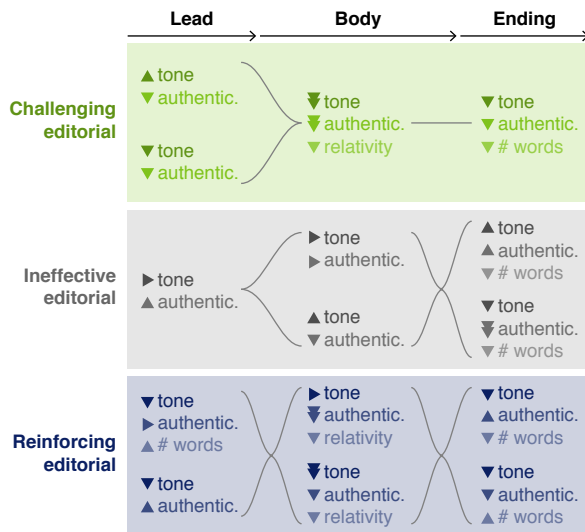 Lead Body Ending
Challenging
editorial
▲ tone
▼ authentic.
▼ tone
▼ authentic.
▼▼ tone
▼▼ authentic.
▼ relativity
▼ tone
▼ authentic.
▼ # words
Ineffective
editorial
▶ tone
▲ authentic.
▶ tone
▶ authentic.
▲ tone
▼ authentic.
▲ tone
▲ authentic.
▼ # words
▼ tone
▼▼ authentic.
▼ # words
Reinforcing
editorial
▼ tone
▶ authentic.
▲ # words
▼ tone
▲ authentic.
▶ tone
▼▼ authentic.
▼ relativity
▼▼ tone
▼ authentic.
▼ relativity
▼ tone
▲ authentic.
▼ # words
▼ tone
▼ authentic.
▲ # words